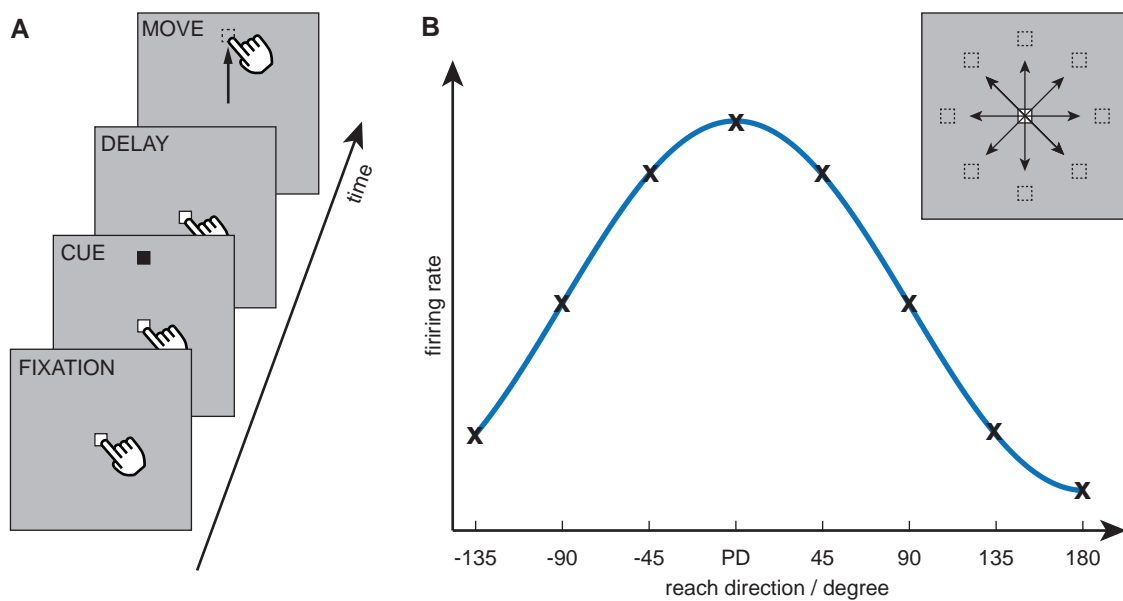 A
MOVE
DELAY
CUE
FIXATION
time
B
firiring rate
X X X X X X X X
-135 -90 -45 PD 45 90 135 180
reach direction / degree